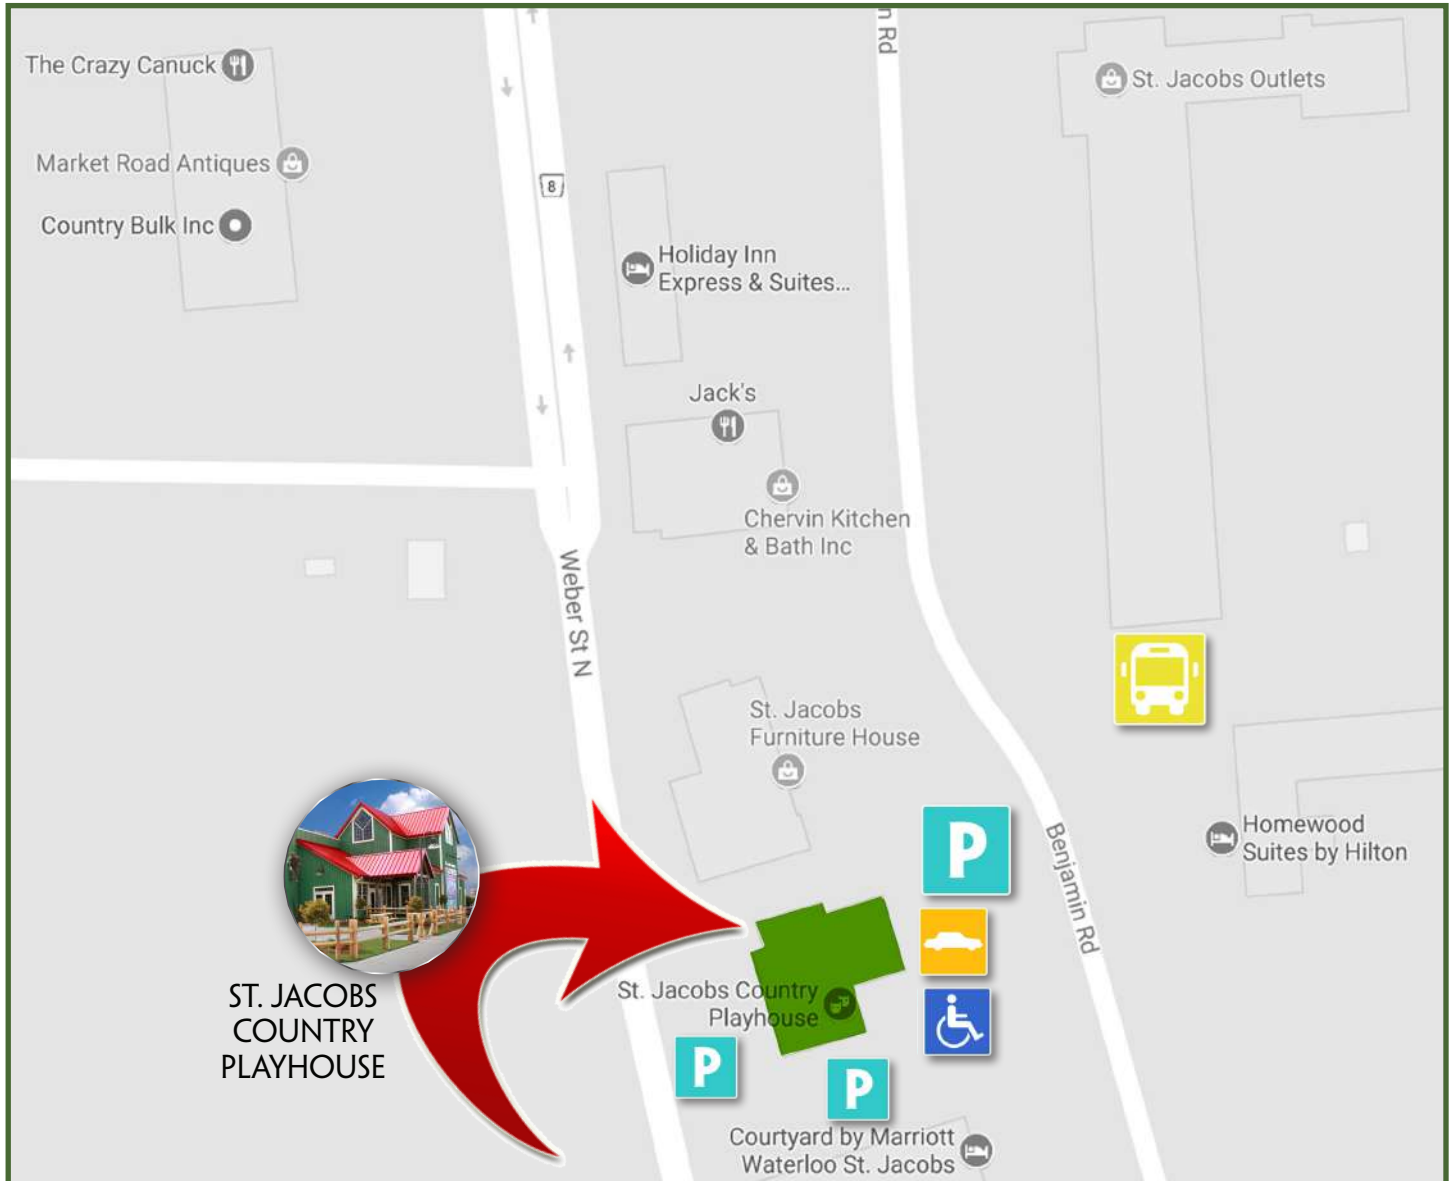 n Rd
The Crazy Canuck
St. Jacobs Outlets
Market Road Antiques
8
Country Bulk Inc
Holiday Inn
Express & Suites...
Jack's
Chervin Kitchen
& Bath Inc
Weber St N
St. Jacobs
Furniture House
P
Benjamin Rd
Homewood
Suites by Hilton
ST. JACOBS
COUNTRY
PLAYHOUSE
St. Jacobs Country
Playhouse
P
P
Courtyard by Marriott
Waterloo St. Jacobs